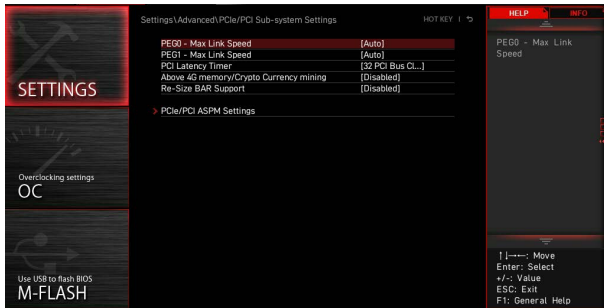 Settings\Advanced\PCIe/PCI Sub-system Settings
HOT KEY | ⮌
HELP
INFO
PEG0 - Max Link Speed [Auto]
PEG1 - Max Link Speed [Auto]
PCI Latency Timer [32 PCI Bus Cl...]
Above 4G memory/Crypto Currency mining [Disabled]
Re-Size BAR Support [Disabled]
> PCIe/PCI ASPM Settings
SETTINGS
Overclocking settings
OC
Use USB to flash BIOS
M-FLASH
PEG0 - Max Link
Speed
↑↓→←: Move
Enter: Select
+/-: Value
ESC: Exit
F1: General Help